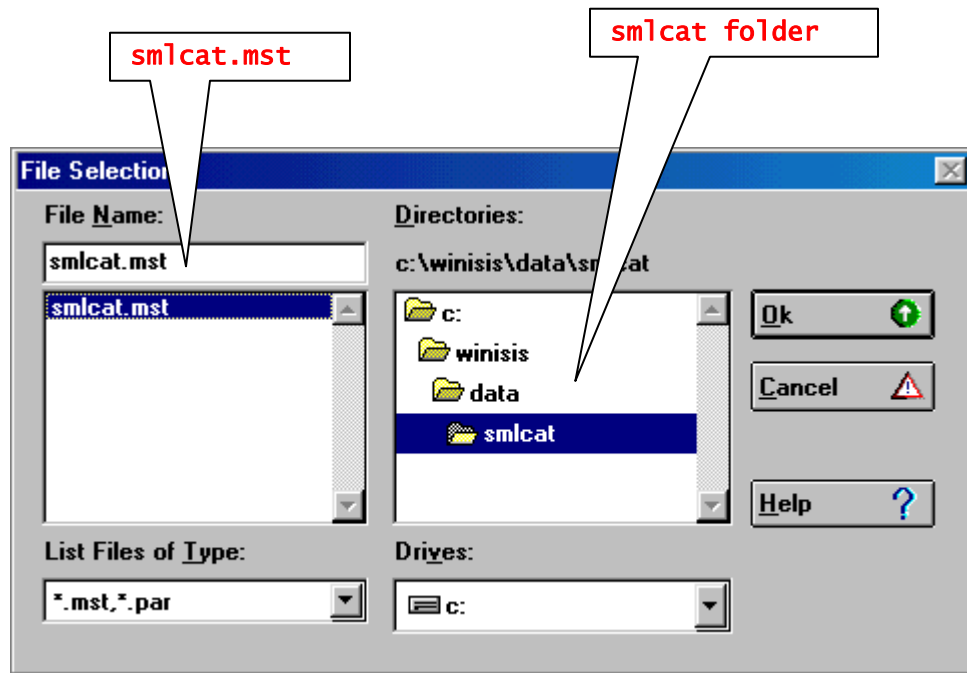 smlcat.mst
smlcat folder
File Selection
File Name:
Directories:
smlcat.mst
c:\winisis\data\smlcat
smlcat.mst
c:
winisis
data
smlcat
Ok
Cancel
Help
List Files of Type:
Drives:
*.mst,*.par
c: